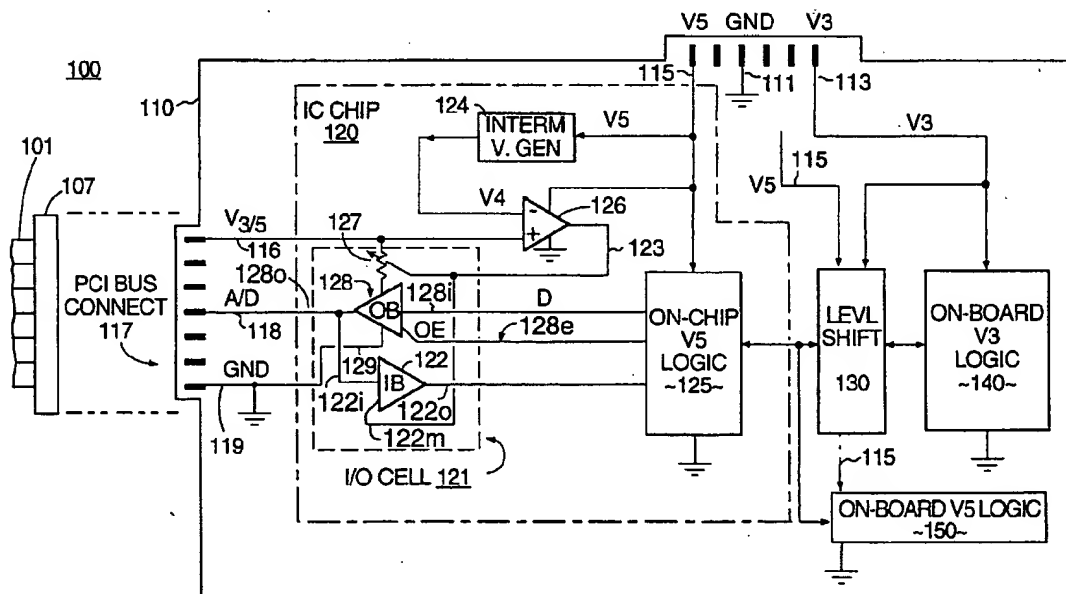 V5 GND V3
100
110
115
111
113
IC CHIP
120
124
INTERM
V. GEN
V5
V3
101
107
V4
126
115
V5
V3/5
116
127
123
128o
128
PCI BUS
CONNECT
117
A/D
118
OB
128i
D
OE
128e
ON-CHIP
V5
LOGIC
~125~
LEVL
SHIFT
130
ON-BOARD
V3
LOGIC
~140~
GND
129
122
IB
119
122i
122o
122m
I/O CELL 121
115
ON-BOARD V5 LOGIC
~150~